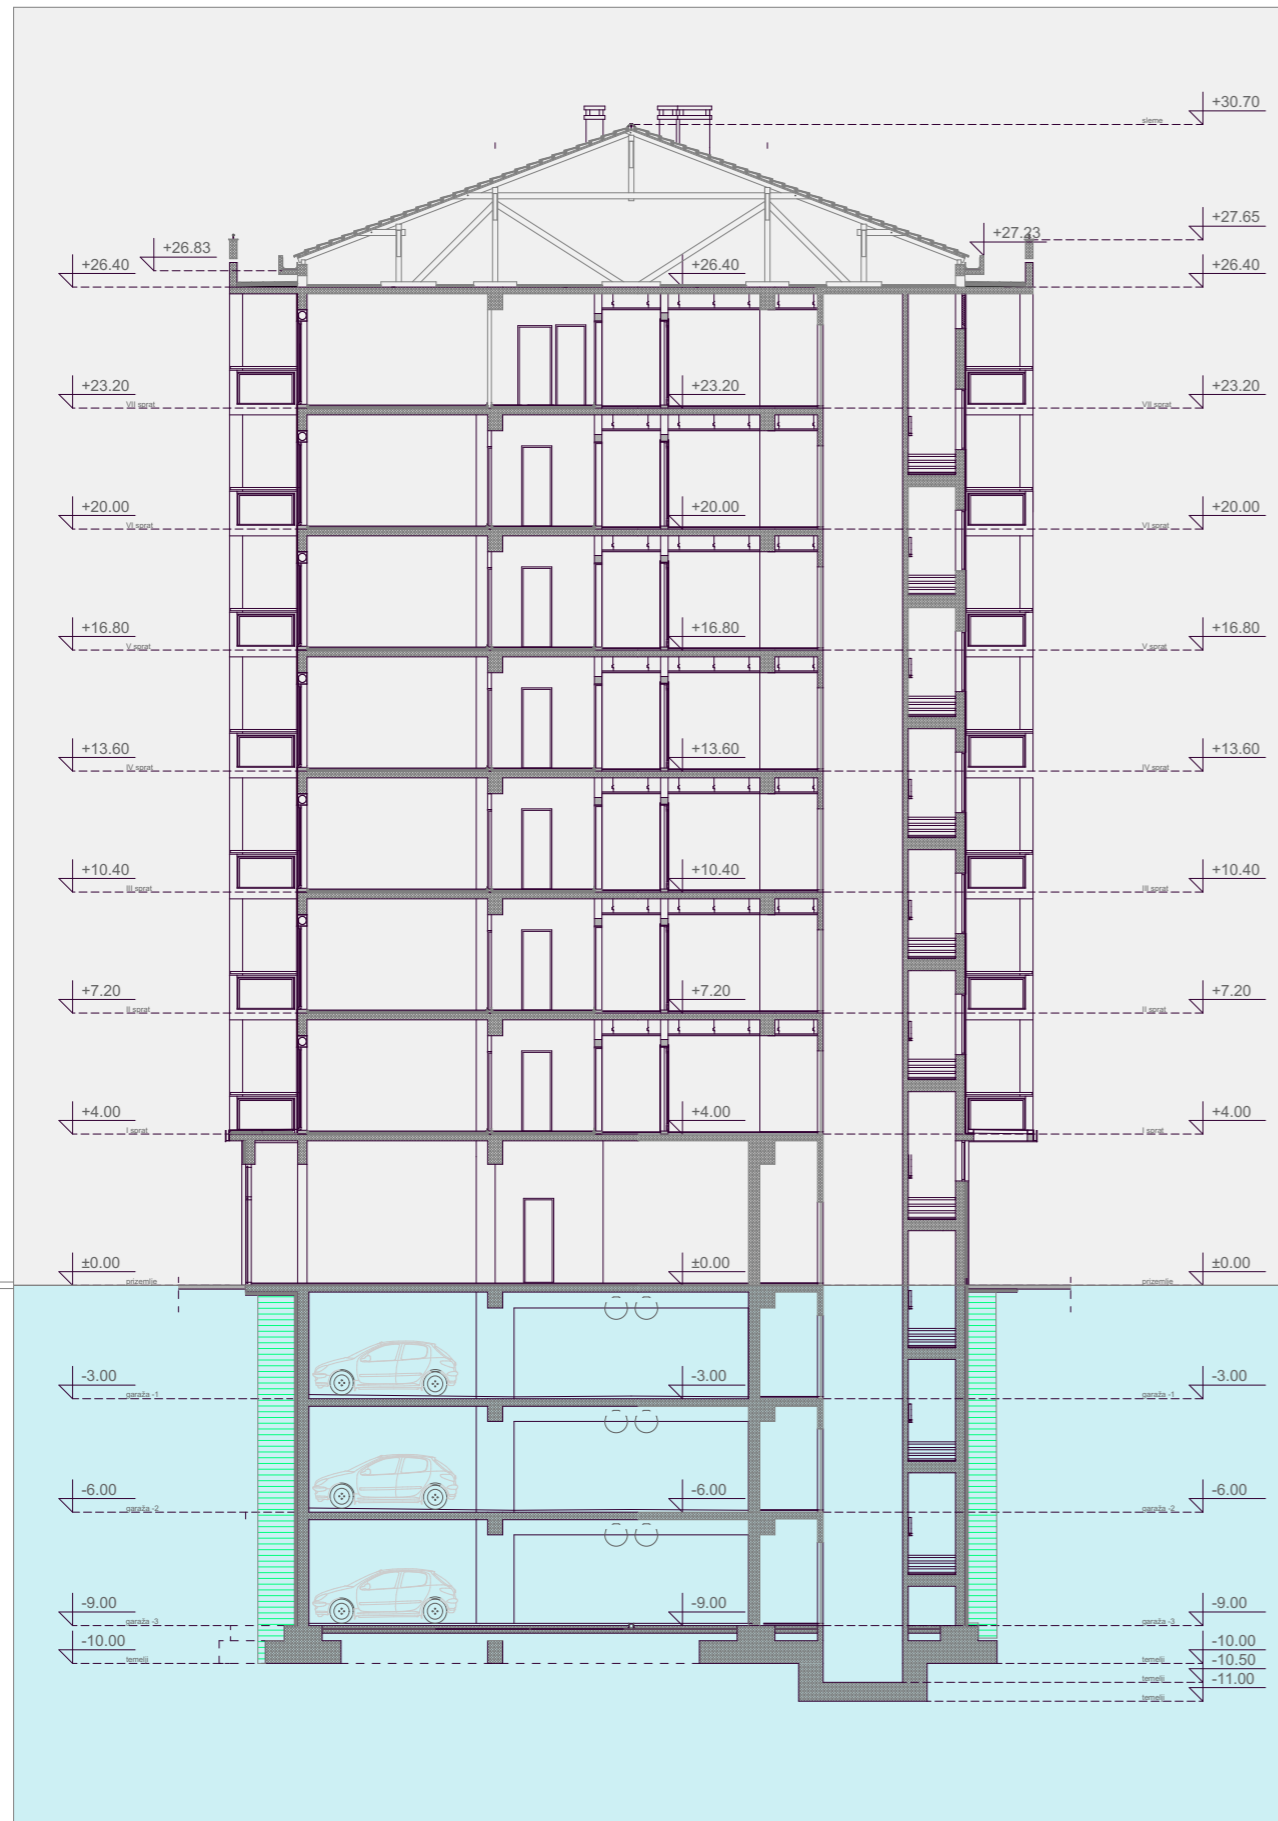 +30.70
sleme
+27.65
+27.23
+26.83
+26.40 +26.40 +26.40
+23.20 +23.20 +23.20
VII sprat VII sprat
+20.00 +20.00 +20.00
VI sprat VI sprat
+16.80 +16.80 +16.80
V sprat V sprat
+13.60 +13.60 +13.60
IV sprat IV sprat
+10.40 +10.40 +10.40
III sprat III sprat
+7.20 +7.20 +7.20
II sprat II sprat
+4.00 +4.00 +4.00
I sprat I sprat
±0.00 ±0.00 ±0.00
prizemlje prizemlje
-3.00 -3.00 -3.00
garaža -1 garaža -1
-6.00 -6.00 -6.00
garaža -2 garaža -2
-9.00 -9.00 -9.00
garaža -3 garaža -3
-10.00 -10.00
temelji temelji
-10.50
temelji
-11.00
temelji